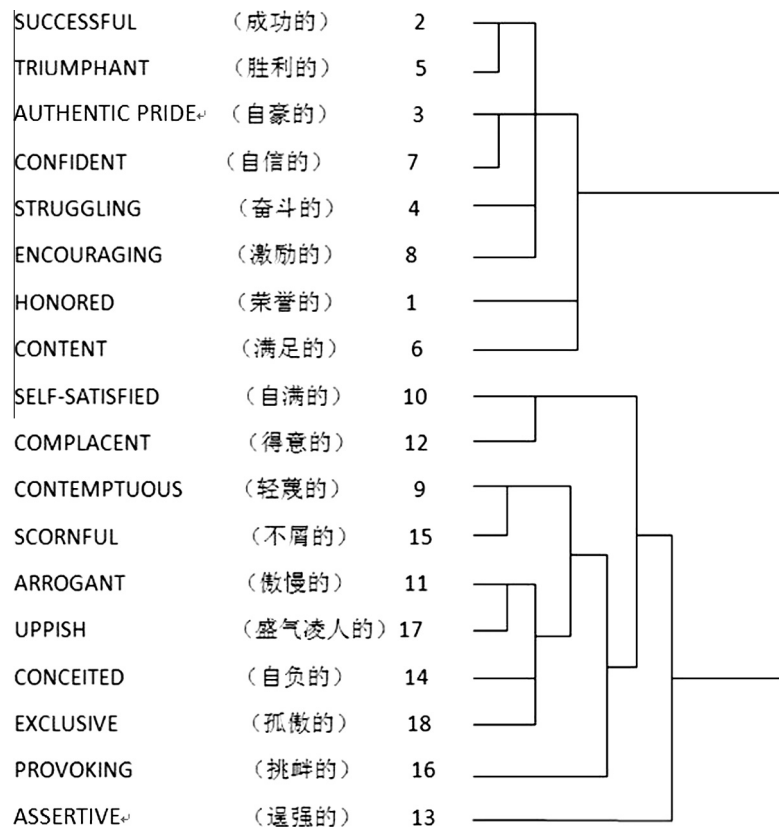 SUCCESSFUL （成功的） 2
TRIUMPHANT （胜利的） 5
AUTHENTIC PRIDE↵ （自豪的） 3
CONFIDENT （自信的） 7
STRUGGLING （奋斗的） 4
ENCOURAGING （激励的） 8
HONORED （荣誉的） 1
CONTENT （满足的） 6
SELF-SATISFIED （自满的） 10
COMPLACENT （得意的） 12
CONTEMPTUOUS （轻蔑的） 9
SCORNFUL （不屑的） 15
ARROGANT （傲慢的） 11
UPPISH （盛气凌人的） 17
CONCEITED （自负的） 14
EXCLUSIVE （孤傲的） 18
PROVOKING （挑衅的） 16
ASSERTIVE↵ （逞强的） 13